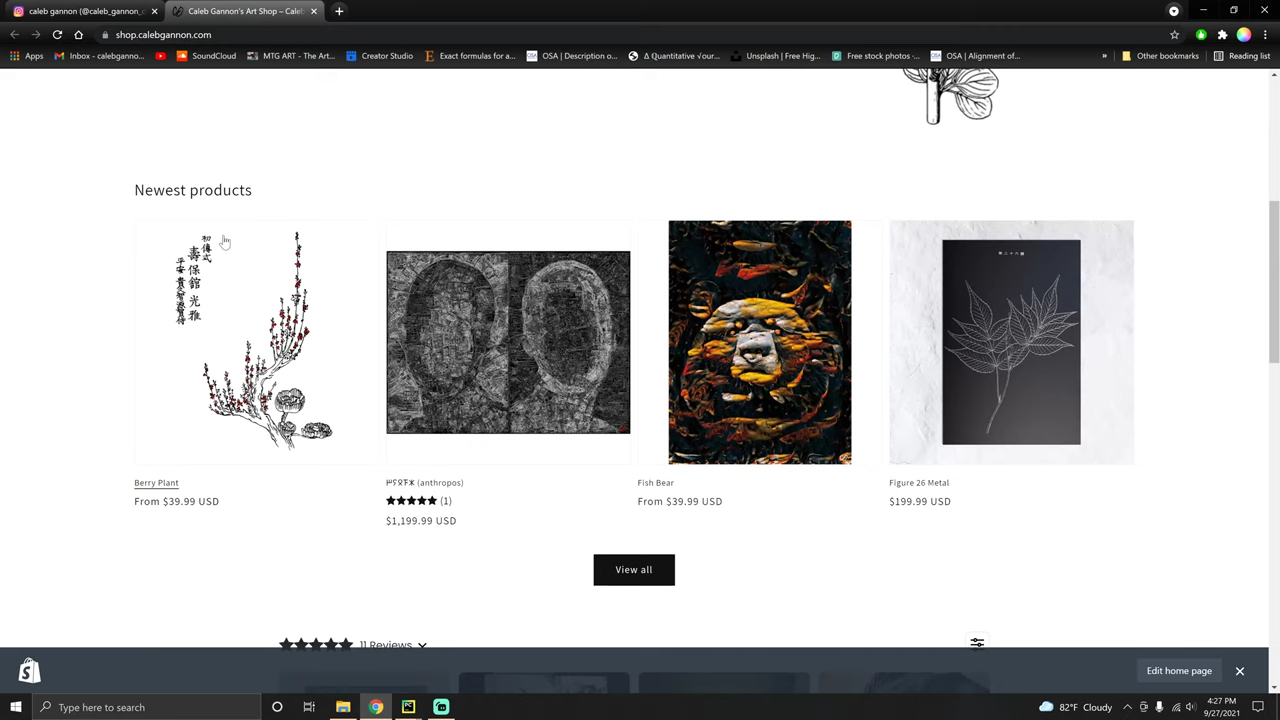 caleb gannon (@caleb_gannon_c
Caleb Gannon's Art Shop – Caleb
shop.calebgannon.com
Apps
Inbox - calebganno...
SoundCloud
MTG ART - The Art...
Creator Studio
Exact formulas for a...
OSA | Description o...
Δ Quantitative √our...
Unsplash | Free Hig...
Free stock photos ·...
OSA | Alignment of...
»
Other bookmarks
Reading list
Newest products
Berry Plant
From $39.99 USD
(anthropos)
(1)
$1,199.99 USD
Fish Bear
From $39.99 USD
Figure 26 Metal
$199.99 USD
View all
11 Reviews
Edit home page
Type here to search
82°F Cloudy
4:27 PM
9/27/2021